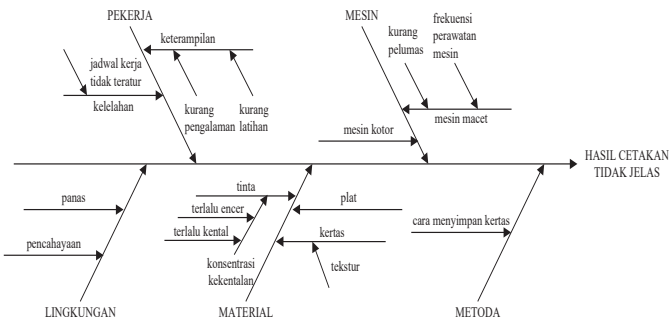 PEKERJA
MESIN
keterampilan
jadwal kerja
tidak teratur
kelelahan
kurang
pengalaman
kurang
latihan
kurang
pelumas
frekuensi
perawatan
mesin
mesin macet
mesin kotor
HASIL CETAKAN
TIDAK JELAS
panas
pencahayaan
tinta
terlalu encer
terlalu kental
konsentrasi
kekentalan
plat
kertas
tekstur
cara menyimpan kertas
LINGKUNGAN
MATERIAL
METODA